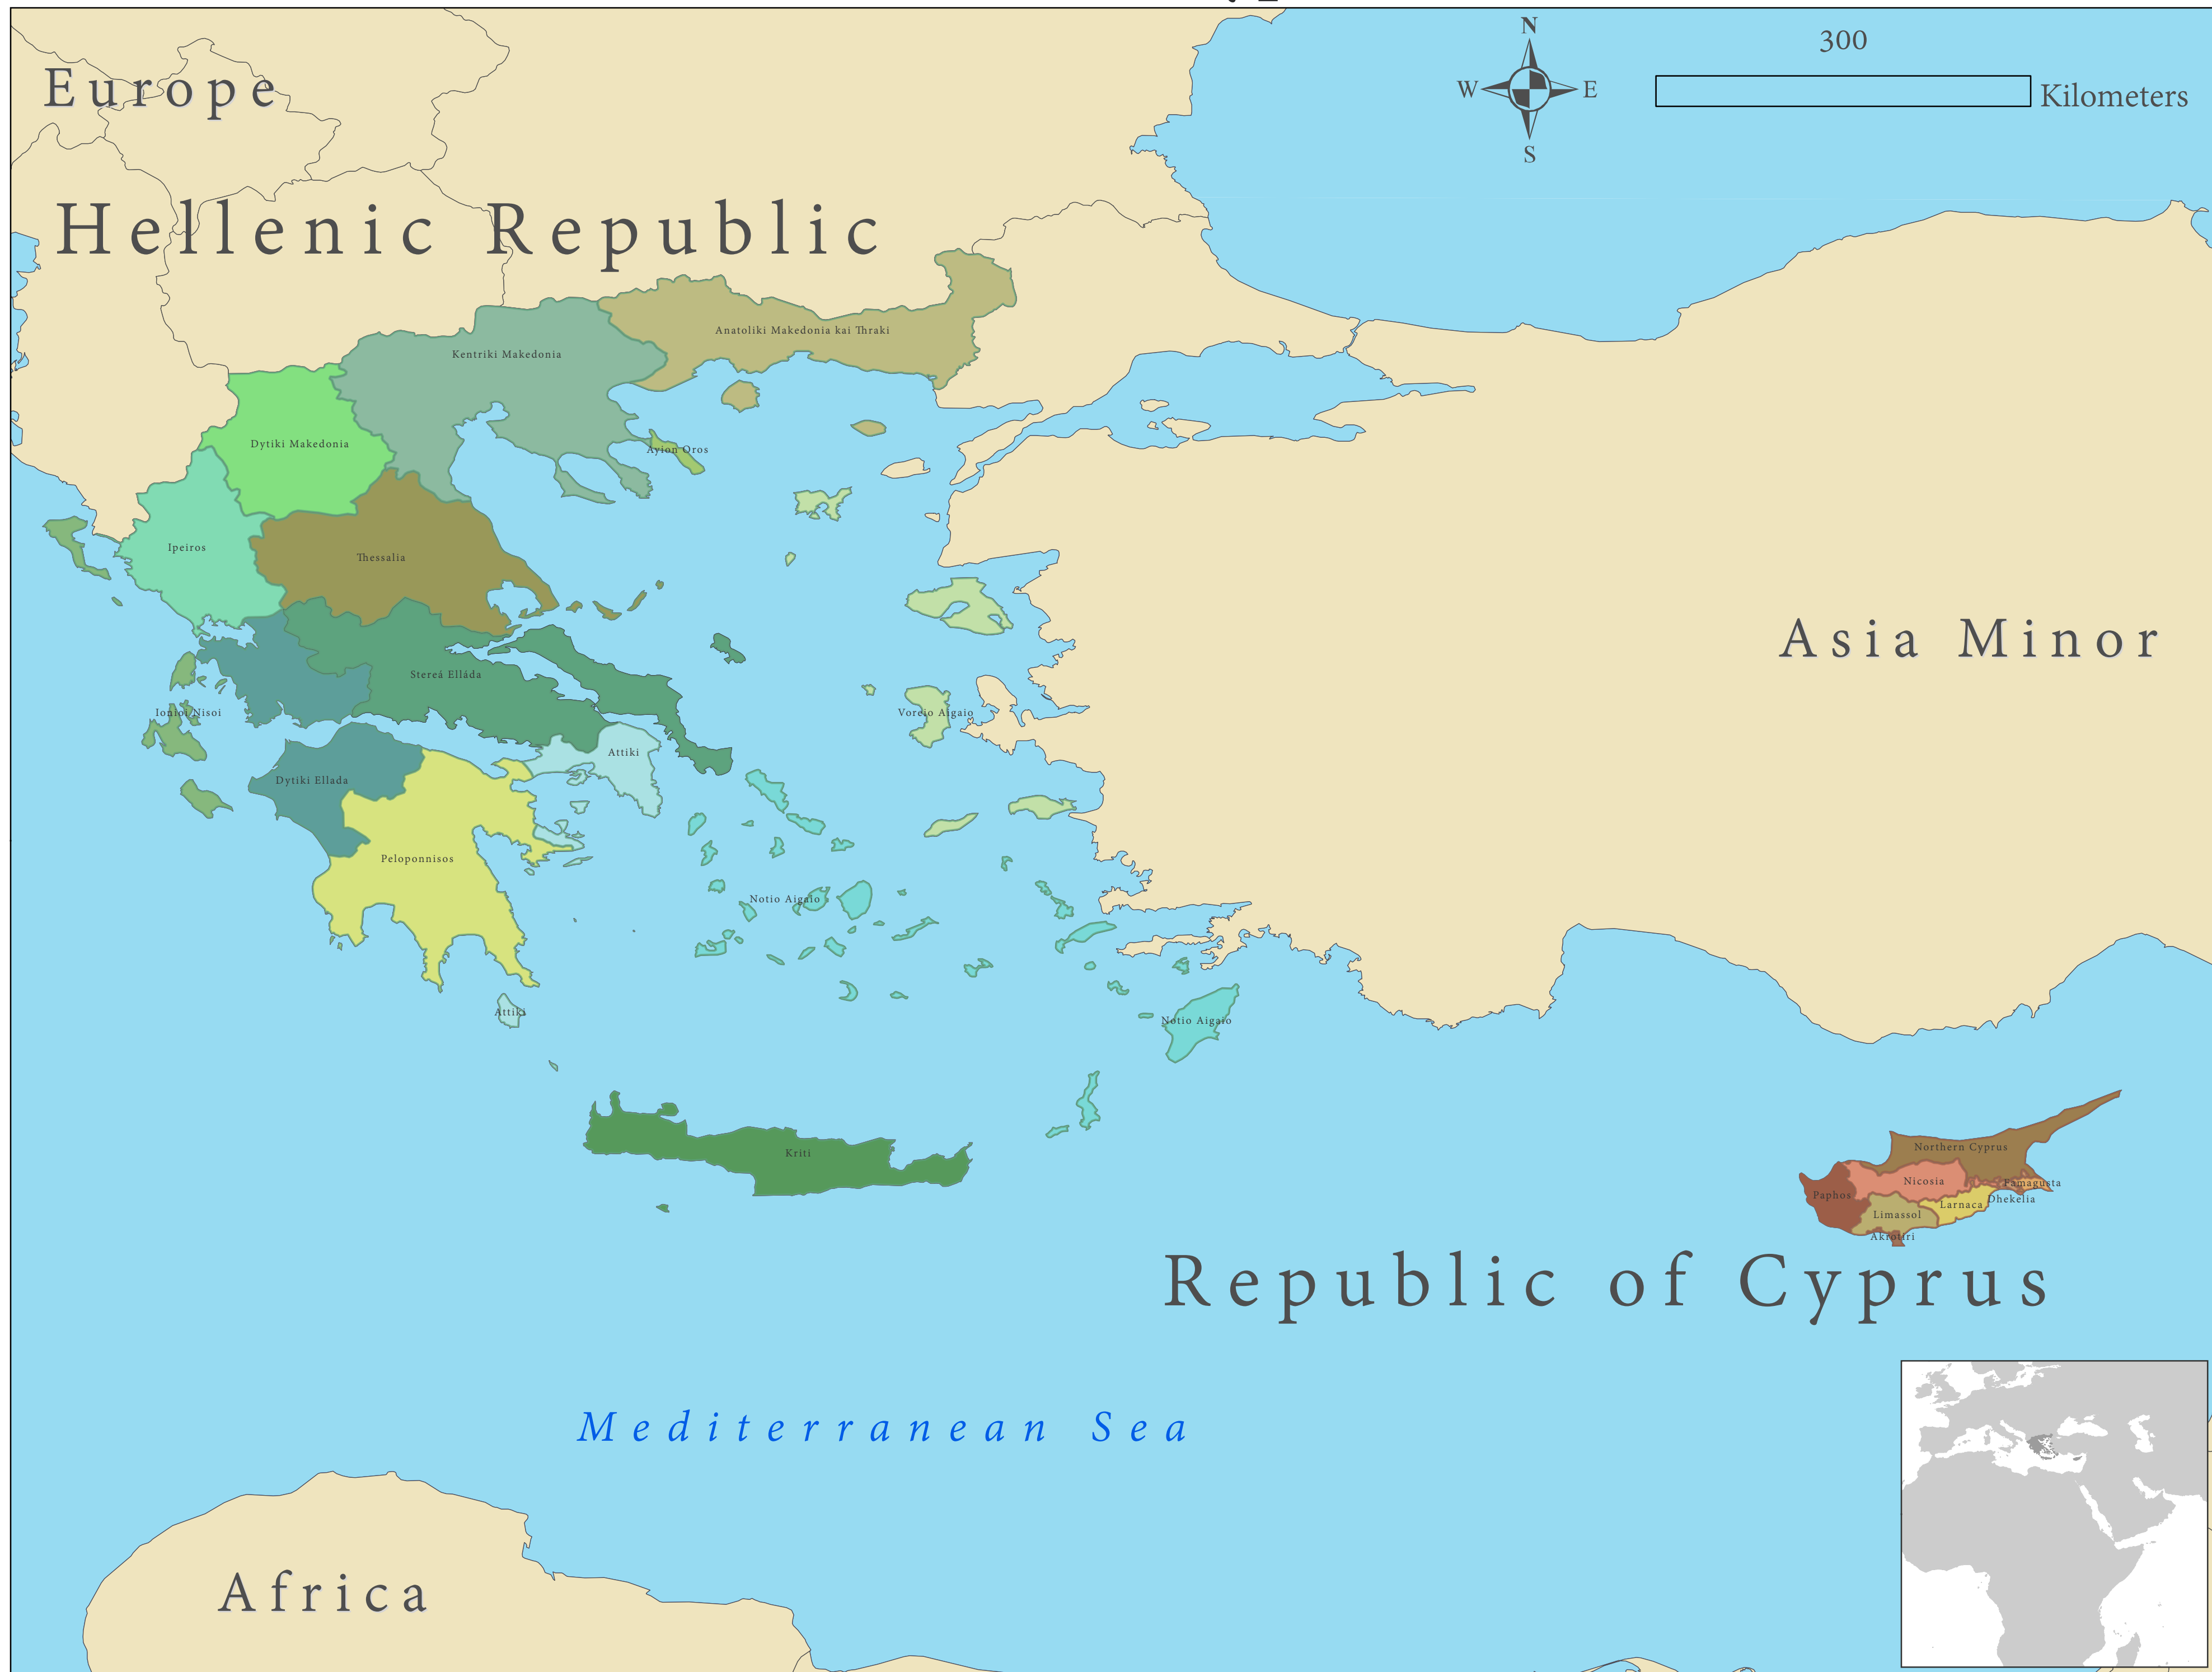 N
300
Europe
W
E
Kilometers
S
Hellenic Republic
Anatoliki Makedonia kai Thraki
Kentriki Makedonia
Dytiki Makedonia
Ayion Oros
Ipeiros
Thessalia
Asia Minor
Stereá Elláda
Ionioi Nisoi
Voreio Aigaio
Attiki
Dytiki Ellada
Peloponnisos
Notio Aigaio
Attiki
Notio Aigaio
Kriti
Northern Cyprus
Nicosia
Famagusta
Paphos
Dhekelia
Larnaca
Limassol
Akrotiri
Republic of Cyprus
Mediterranean Sea
Africa